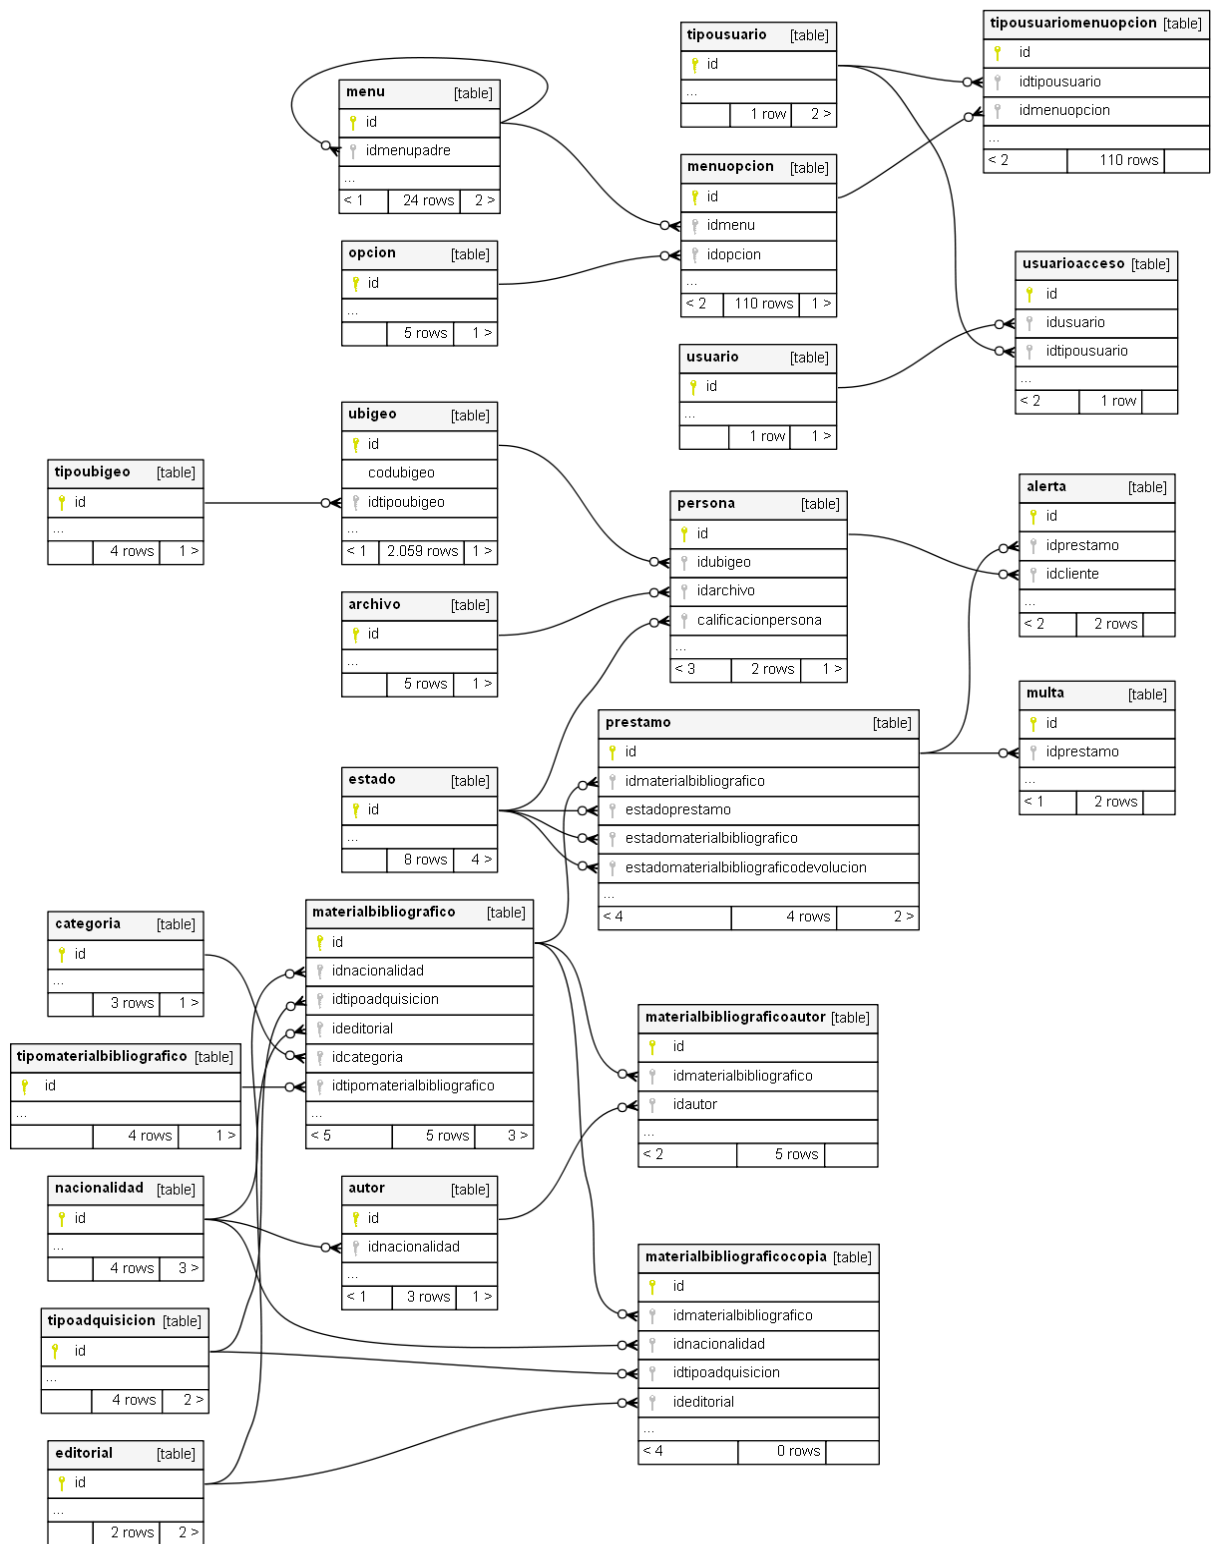 tipousuario [table]
id
...
1 row 2 >
tipousuariomenuopcion [table]
id
idtipousuario
idmenuopcion
...
< 2 110 rows
menu [table]
id
idmenupadre
...
< 1 24 rows 2 >
menuopcion [table]
id
idmenu
idopcion
...
< 2 110 rows 1 >
opcion [table]
id
...
5 rows 1 >
usuarioacceso [table]
id
idusuario
idtipousuario
...
< 2 1 row
usuario [table]
id
...
1 row 1 >
ubigeo [table]
id
codubigeo
idtipoubigeo
...
< 1 2.059 rows 1 >
tipoubigeo [table]
id
...
4 rows 1 >
persona [table]
id
idubigeo
idarchivo
calificacionpersona
...
< 3 2 rows 1 >
alerta [table]
id
idprestamo
idcliente
...
< 2 2 rows
archivo [table]
id
...
5 rows 1 >
multa [table]
id
idprestamo
...
< 1 2 rows
prestamo [table]
id
idmaterialbibliografico
estadoprestamo
estadomaterialbibliografico
estadomaterialbibliograficodevolucion
...
< 4 4 rows 2 >
estado [table]
id
...
8 rows 4 >
categoria [table]
id
...
3 rows 1 >
materialbibliografico [table]
id
idnacionalidad
idtipoadquisicion
ideditorial
idcategoria
idtipomaterialbibliografico
...
< 5 5 rows 3 >
tipomaterialbibliografico [table]
id
...
4 rows 1 >
materialbibliograficoautor [table]
id
idmaterialbibliografico
idautor
...
< 2 5 rows
nacionalidad [table]
id
...
4 rows 3 >
autor [table]
id
idnacionalidad
...
< 1 3 rows 1 >
materialbibliograficocopia [table]
id
idmaterialbibliografico
idnacionalidad
idtipoadquisicion
ideditorial
...
< 4 0 rows
tipoadquisicion [table]
id
...
4 rows 2 >
editorial [table]
id
...
2 rows 2 >